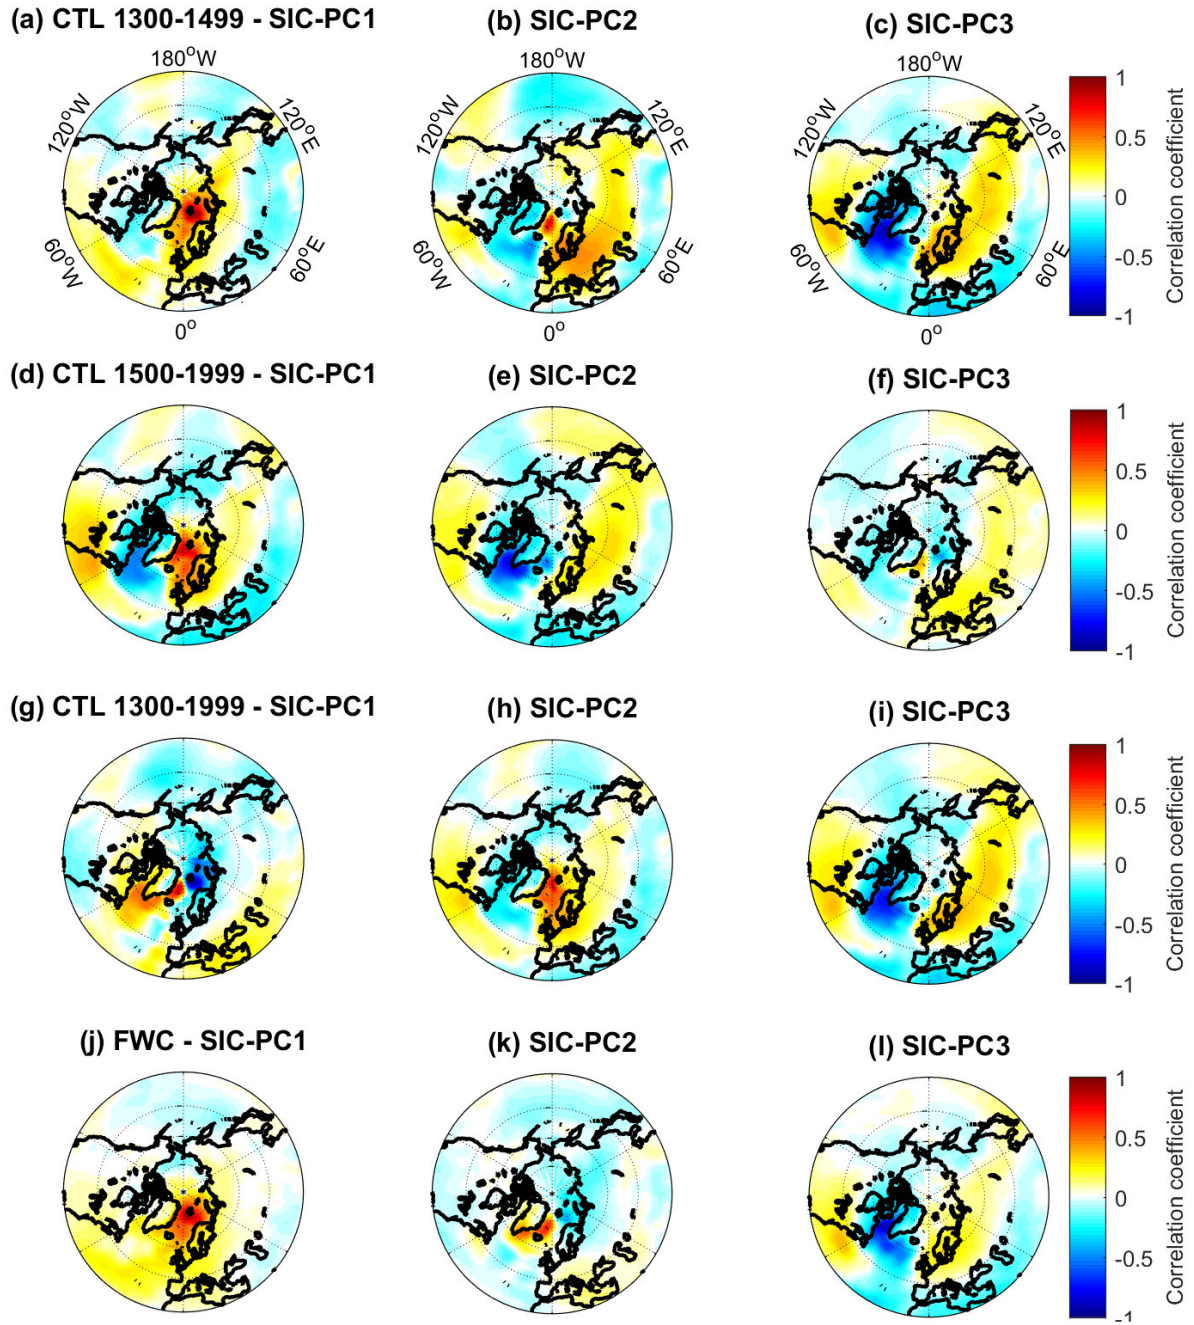 (a) CTL 1300-1499 - SIC-PC1
(b) SIC-PC2
(c) SIC-PC3
180°W
180°W
180°W
120°W
120°E
120°W
120°E
120°W
120°E
60°W
60°E
60°W
60°E
60°W
60°E
0°
0°
0°
1
0.5
0
-0.5
-1
Correlation coefficient
(d) CTL 1500-1999 - SIC-PC1
(e) SIC-PC2
(f) SIC-PC3
1
0.5
0
-0.5
-1
Correlation coefficient
(g) CTL 1300-1999 - SIC-PC1
(h) SIC-PC2
(i) SIC-PC3
1
0.5
0
-0.5
-1
Correlation coefficient
(j) FWC - SIC-PC1
(k) SIC-PC2
(l) SIC-PC3
1
0.5
0
-0.5
-1
Correlation coefficient